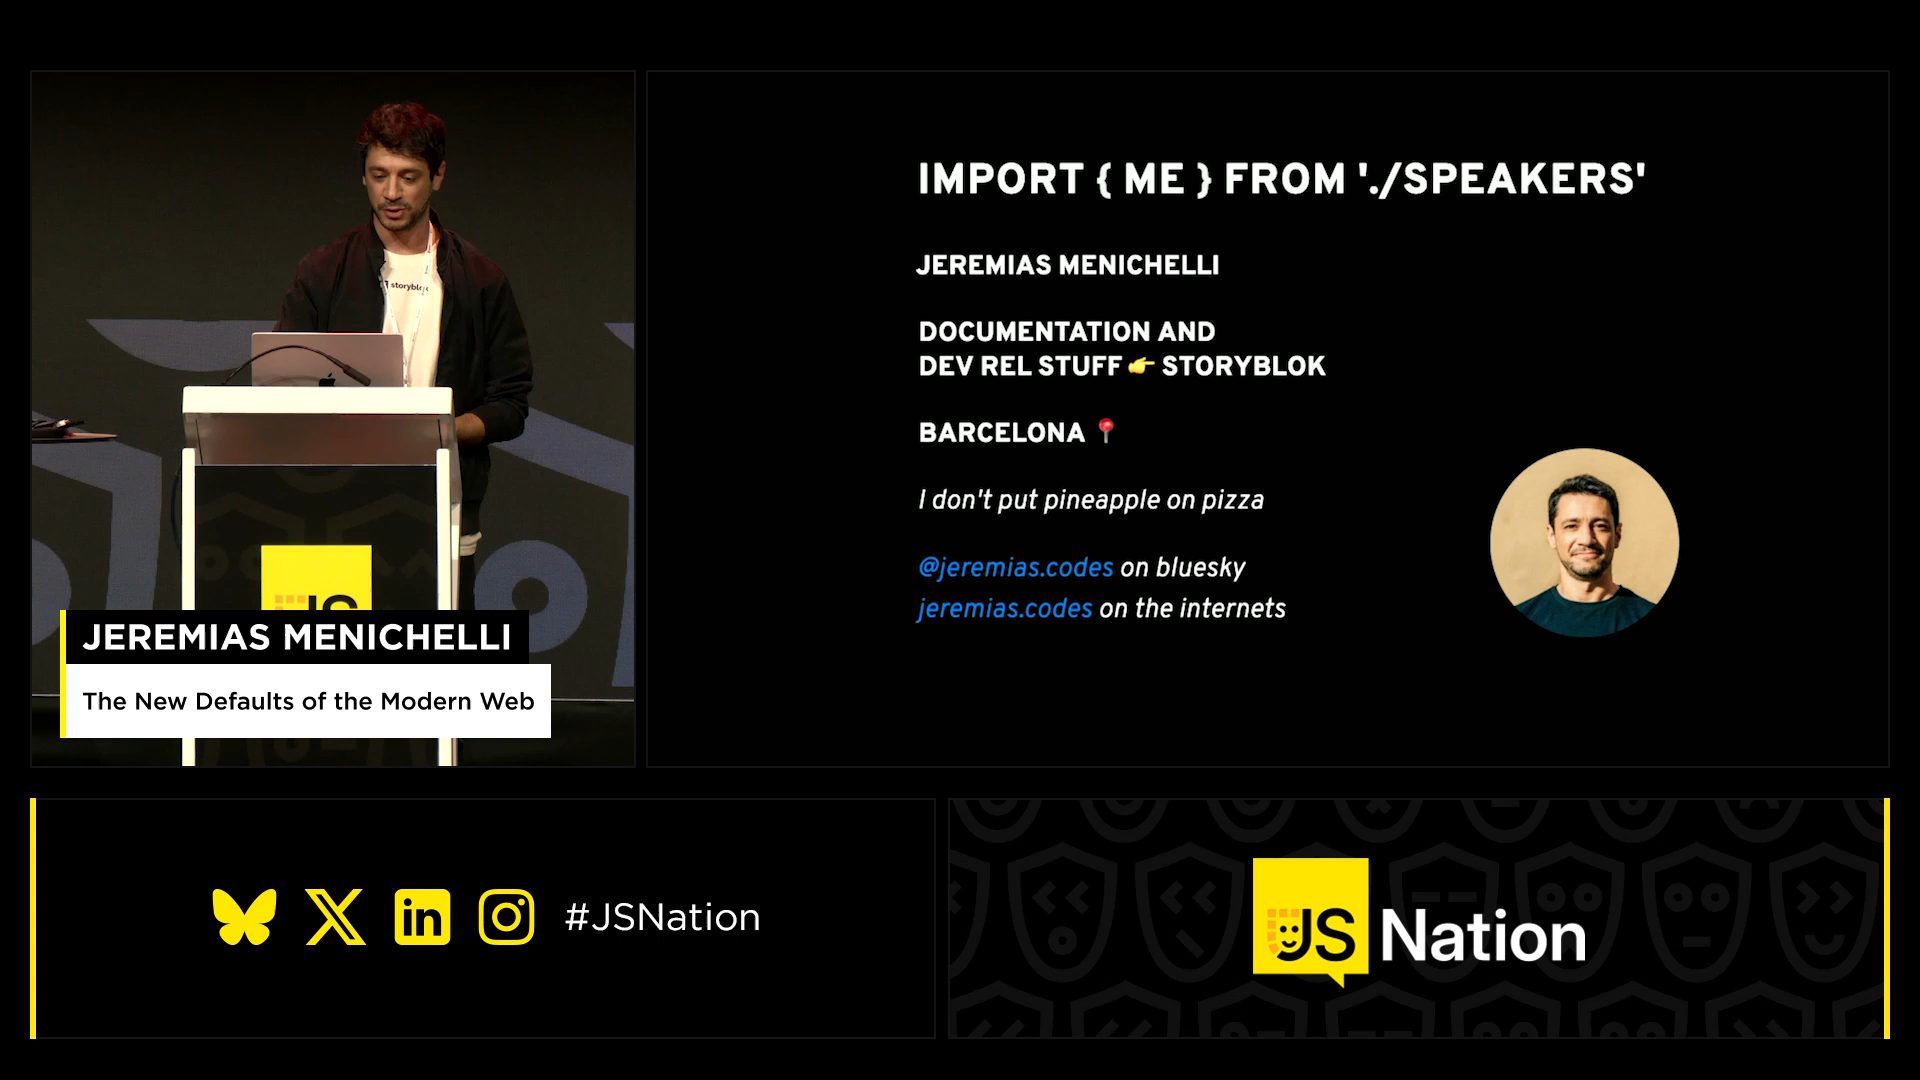 IMPORT { ME } FROM './SPEAKERS'
JEREMIAS MENICHELLI
DOCUMENTATION AND
DEV REL STUFF 👉 STORYBLOK
BARCELONA 📍
I don't put pineapple on pizza
@jeremias.codes on bluesky
jeremias.codes on the internets
storyblok
JS
JEREMIAS MENICHELLI
The New Defaults of the Modern Web
#JSNation
JS Nation